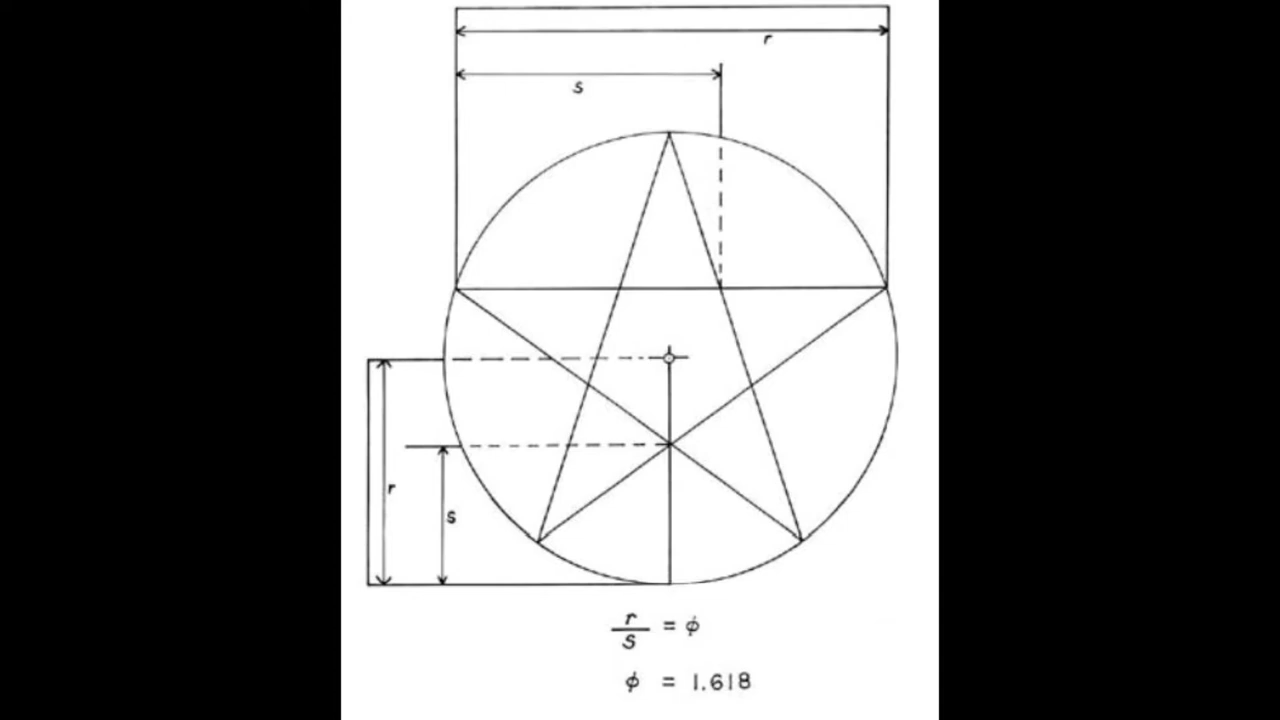 r
s
r
s
r/s = ϕ
ϕ = 1.618